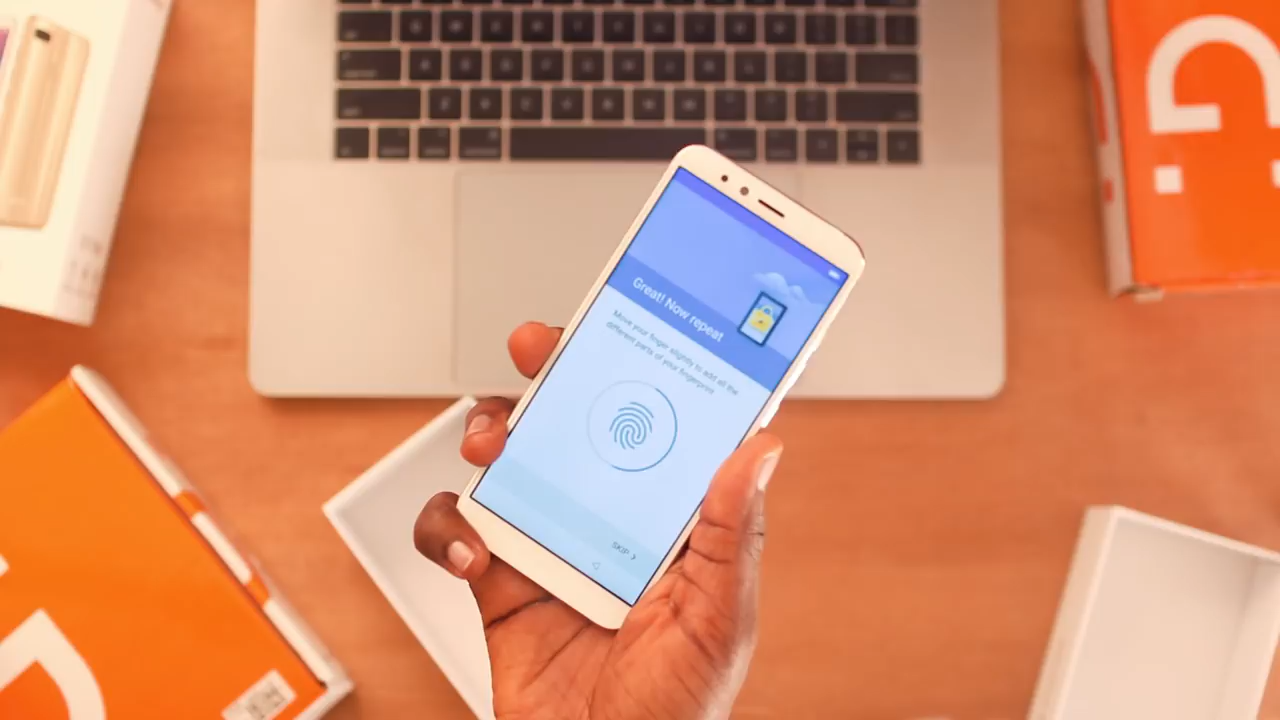 Great! Now repeat
Move your finger slightly to add all the
different parts of your fingerprint
SKIP >